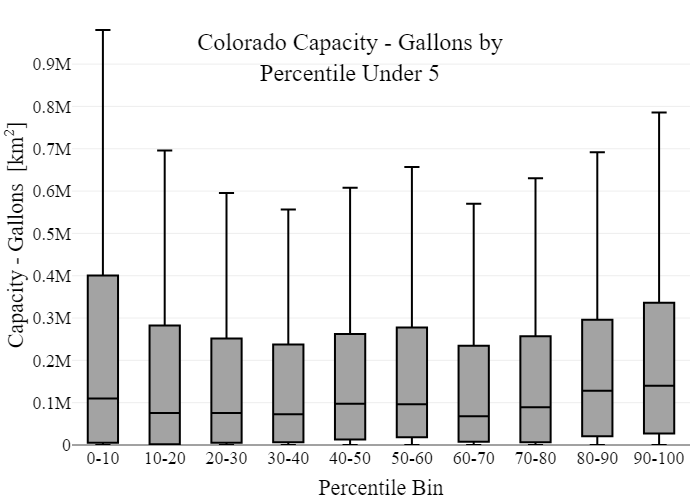 Colorado Capacity - Gallons by
Percentile Under 5
Capacity - Gallons [km²]
0.9M
0.8M
0.7M
0.6M
0.5M
0.4M
0.3M
0.2M
0.1M
0
0-10 10-20 20-30 30-40 40-50 50-60 60-70 70-80 80-90 90-100
Percentile Bin